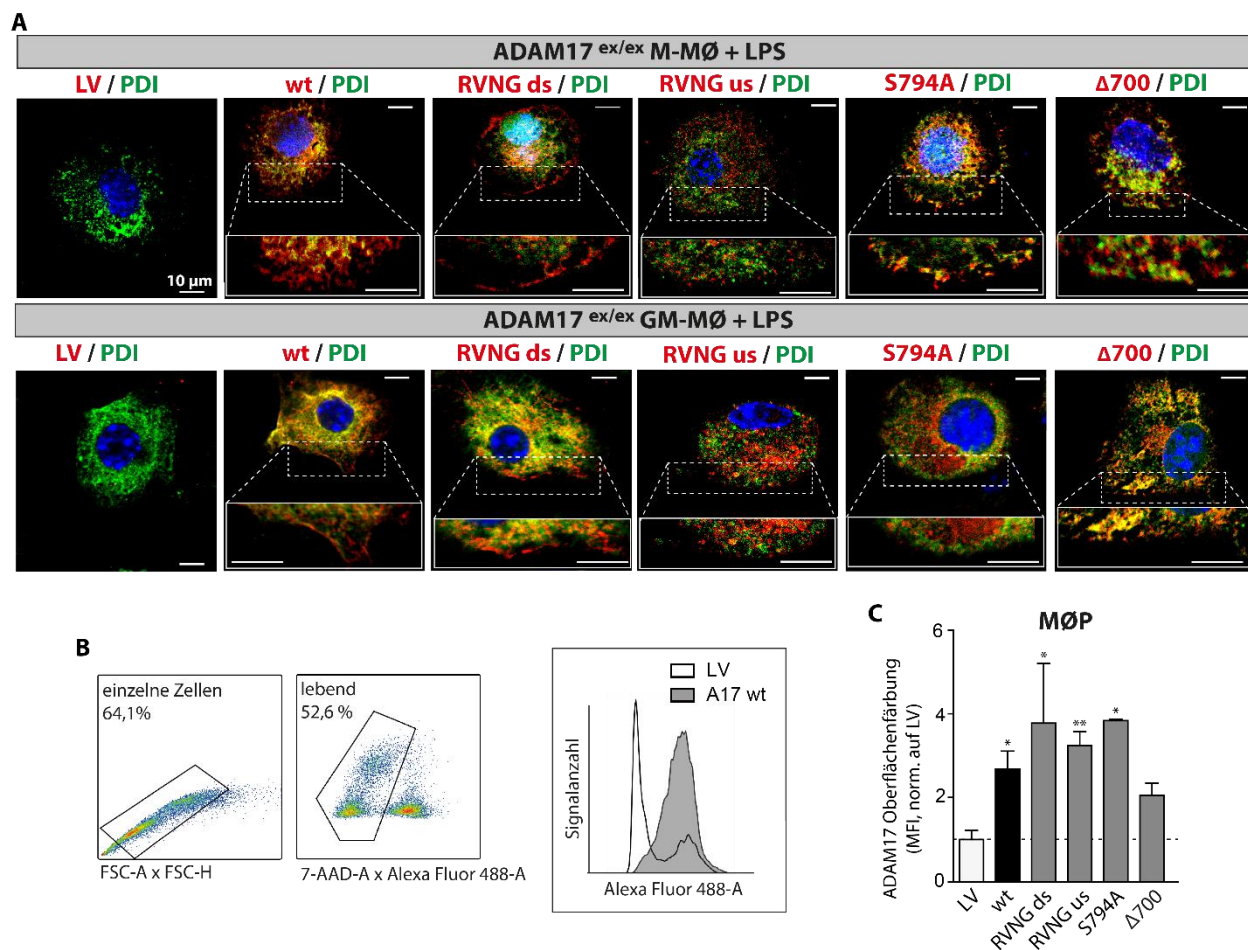 A
ADAM17 ex/ex M-MØ + LPS
LV / PDI
wt / PDI
RVNG ds / PDI
RVNG us / PDI
S794A / PDI
Δ700 / PDI
10 µm
ADAM17 ex/ex GM-MØ + LPS
LV / PDI
wt / PDI
RVNG ds / PDI
RVNG us / PDI
S794A / PDI
Δ700 / PDI
B
einzelne Zellen
64,1%
FSC-A x FSC-H
lebend
52,6 %
7-AAD-A x Alexa Fluor 488-A
LV
A17 wt
Signalanzahl
Alexa Fluor 488-A
C
MØP
ADAM17 Oberflächenfärbung
(MFI, norm. auf LV)
6
4
2
0
*
*
**
*
LV
wt
RVNG ds
RVNG us
S794A
Δ700